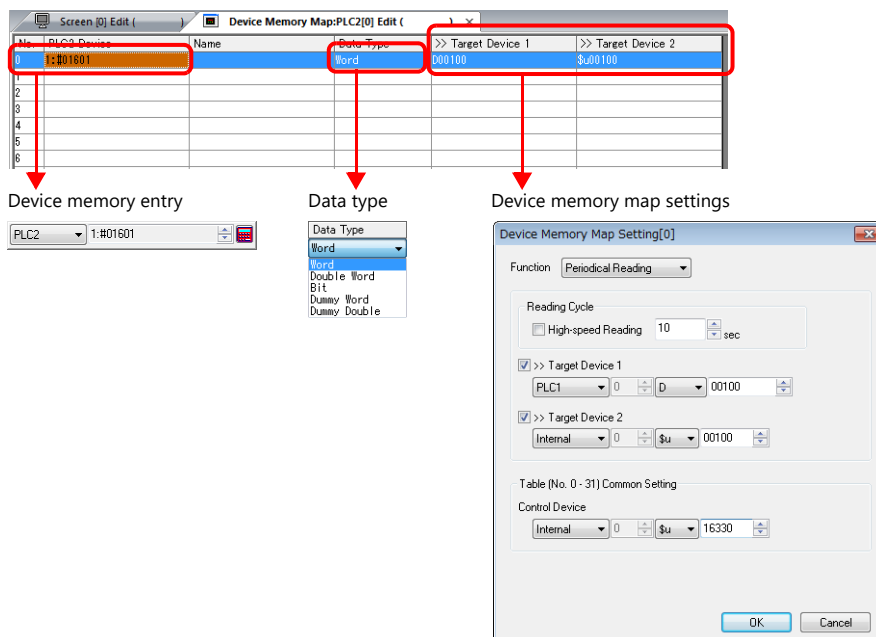 Screen [0] Edit ( )
Device Memory Map:PLC2[0] Edit ( ) ×
No. PLC2 Device Name Data Type >> Target Device 1 >> Target Device 2
0 1:#01601 Word D00100 $u00100
1
2
3
4
5
6
Device memory entry
Data type
Device memory map settings
PLC2 1:#01601
Data Type
Word
Word
Double Word
Bit
Dummy Word
Dummy Double
Device Memory Map Setting[0]
Function Periodical Reading
Reading Cycle
High-speed Reading 10 sec
>> Target Device 1
PLC1 0 D 00100
>> Target Device 2
Internal 0 $u 00100
Table (No. 0 - 31) Common Setting
Control Device
Internal 0 $u 16330
OK Cancel